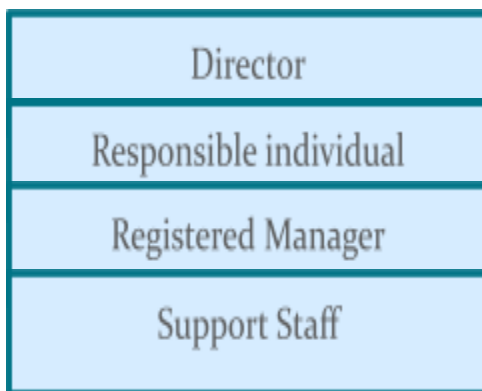 Director
Responsible individual
Registered Manager
Support Staff